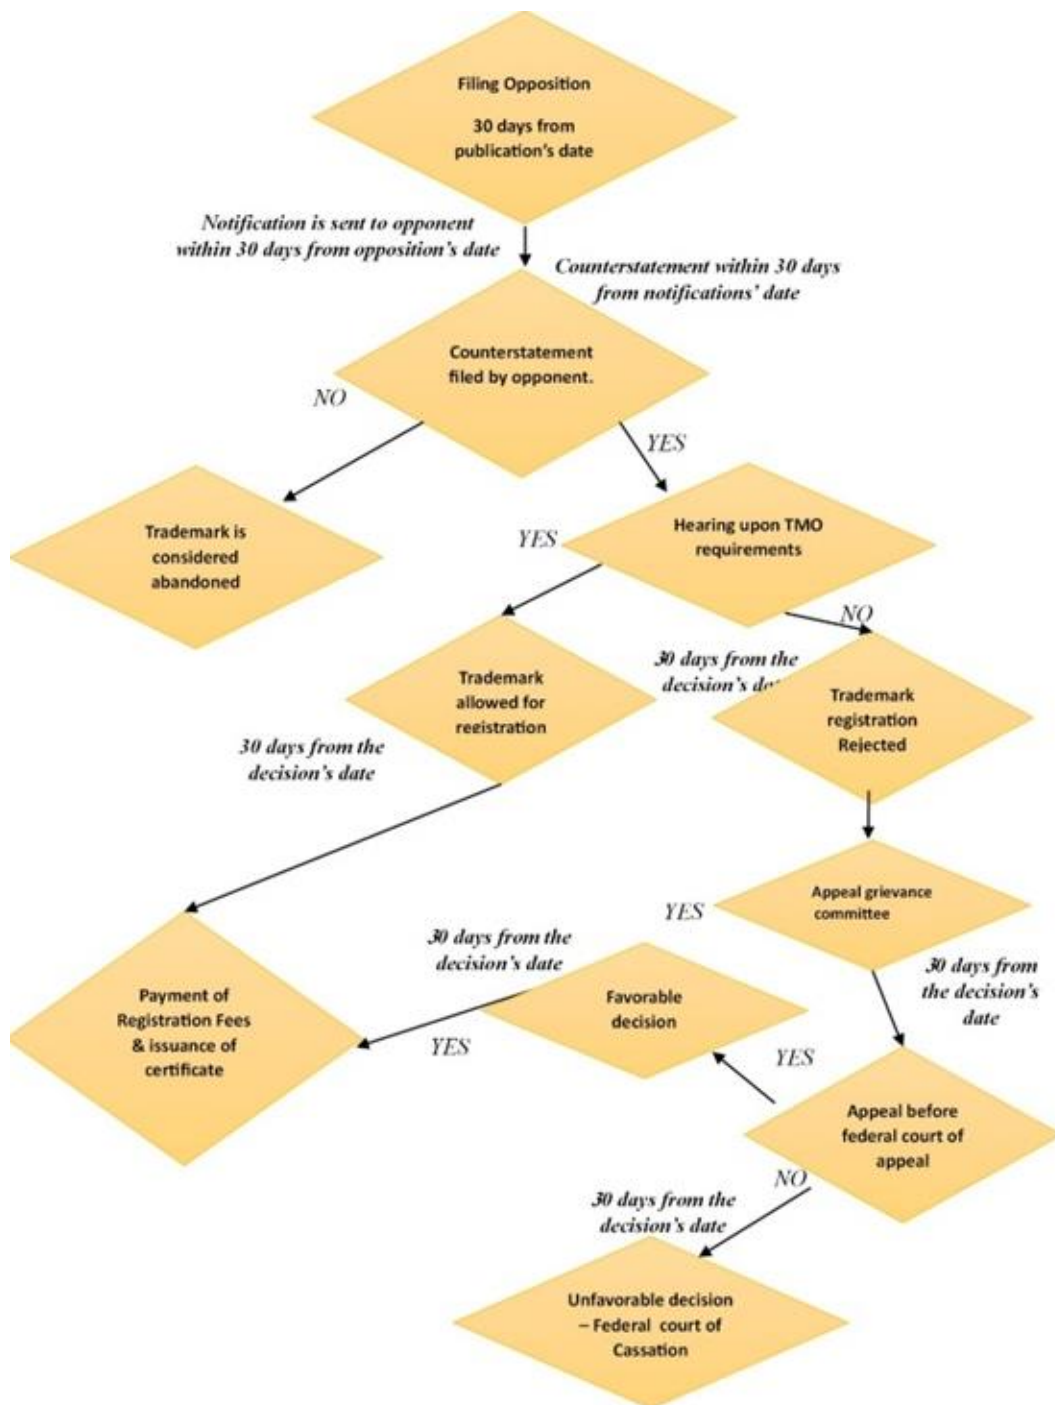 Filing Opposition
30 days from
publication's date
Notification is sent to opponent
within 30 days from opposition's date
Counterstatement within 30 days
from notifications' date
Counterstatement
filed by opponent.
NO
YES
Trademark is
considered
abandoned
YES
Hearing upon TMO
requirements
NO
30 days from the
decision's
Trademark
allowed for
registration
Trademark
registration
Rejected
30 days from the
decision's date
Appeal grievance
committee
YES
30 days from the
decision's date
30 days from
the decision's
date
Payment of
Registration Fees
& issuance of
certificate
Favorable
decision
YES
YES
Appeal before
federal court of
appeal
NO
30 days from the
decision's date
Unfavorable decision
– Federal court of
Cassation